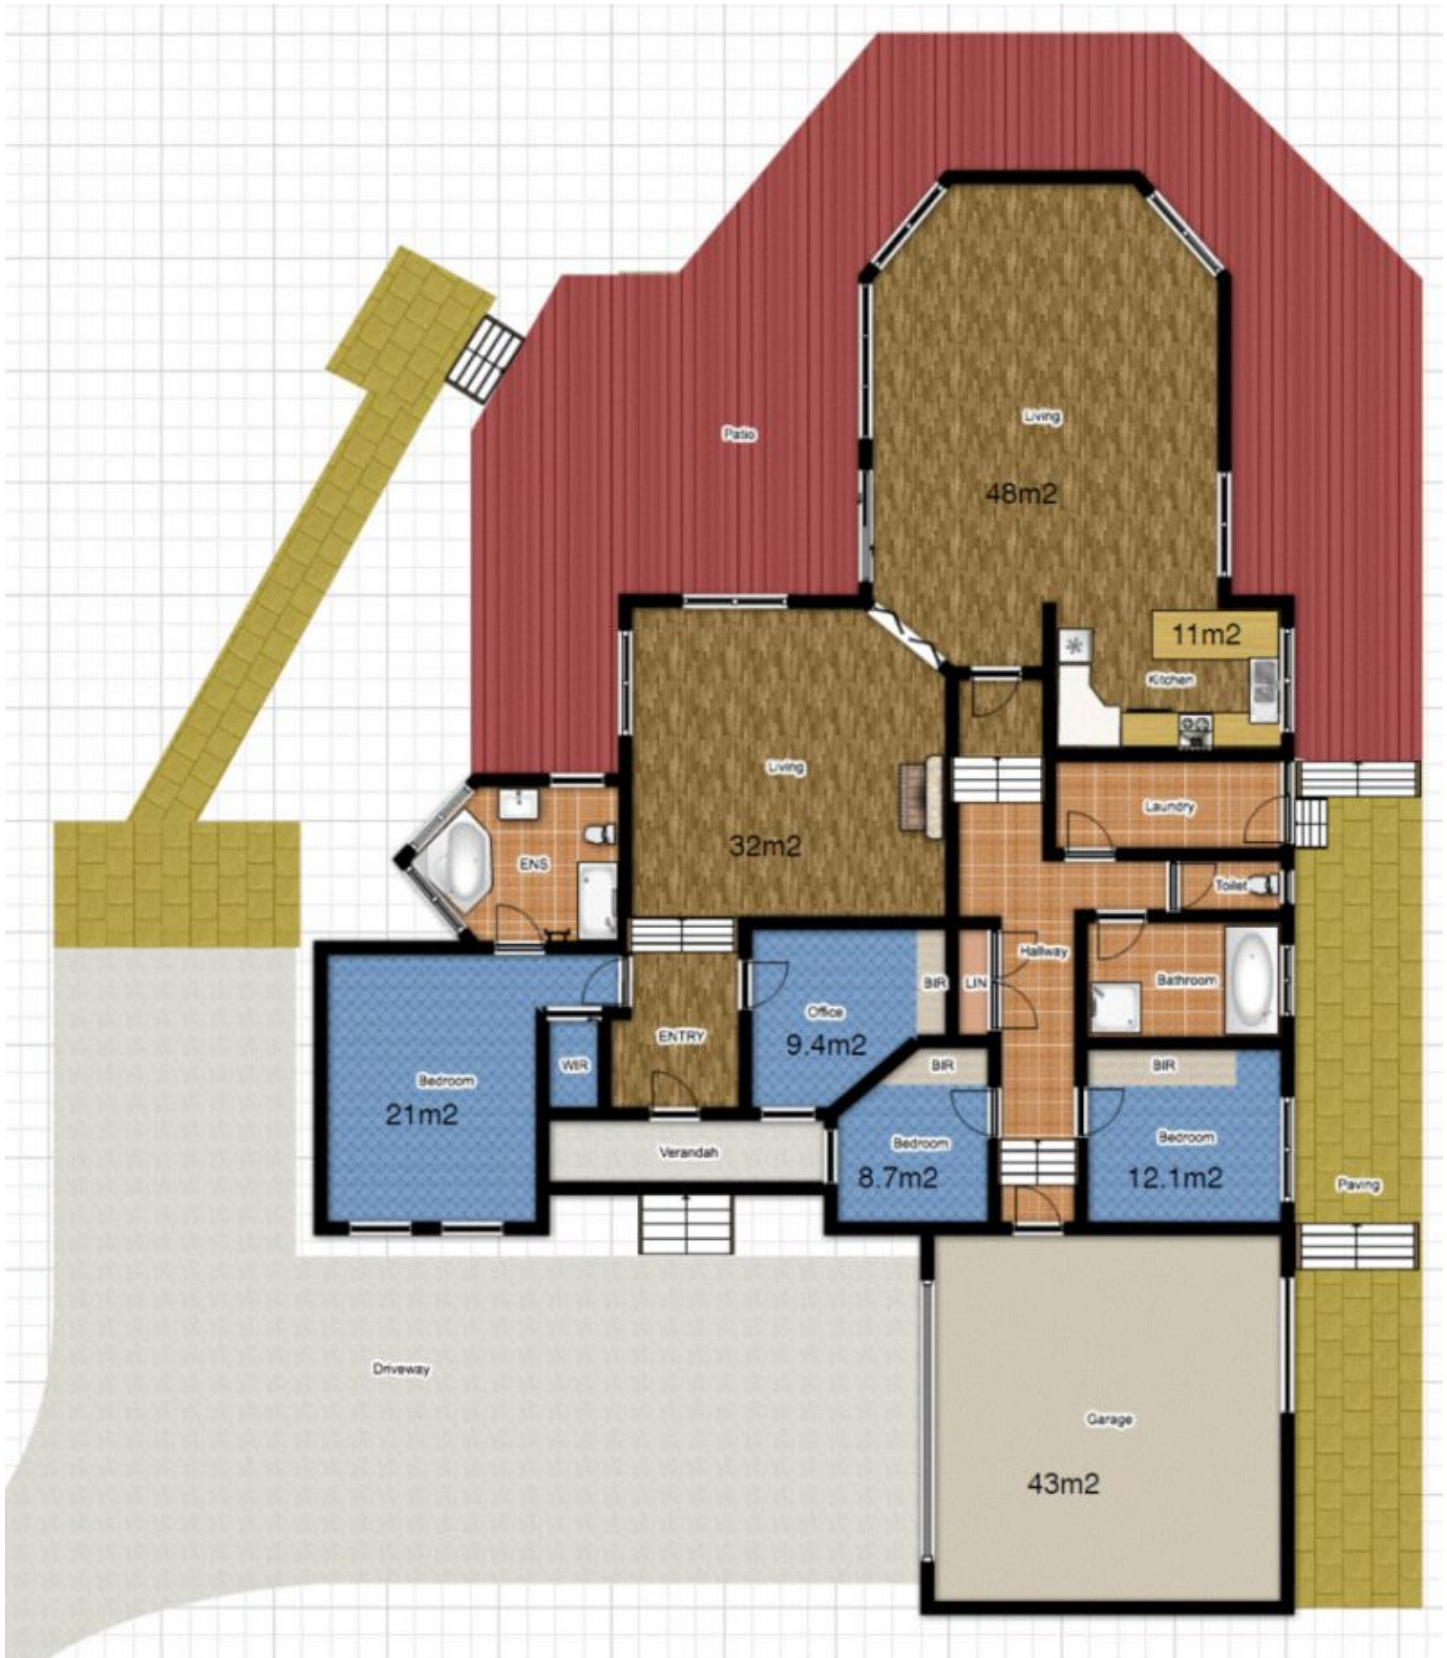 Living
48m2
Patio
11m2
Kitchen
Living
32m2
Laundry
ENS
Toilet
Hallway
BIR
LIN
Bathroom
Office
9.4m2
ENTRY
WIR
BIR
BIR
Bedroom
21m2
Verandah
Bedroom
8.7m2
Bedroom
12.1m2
Paving
Driveway
Garage
43m2